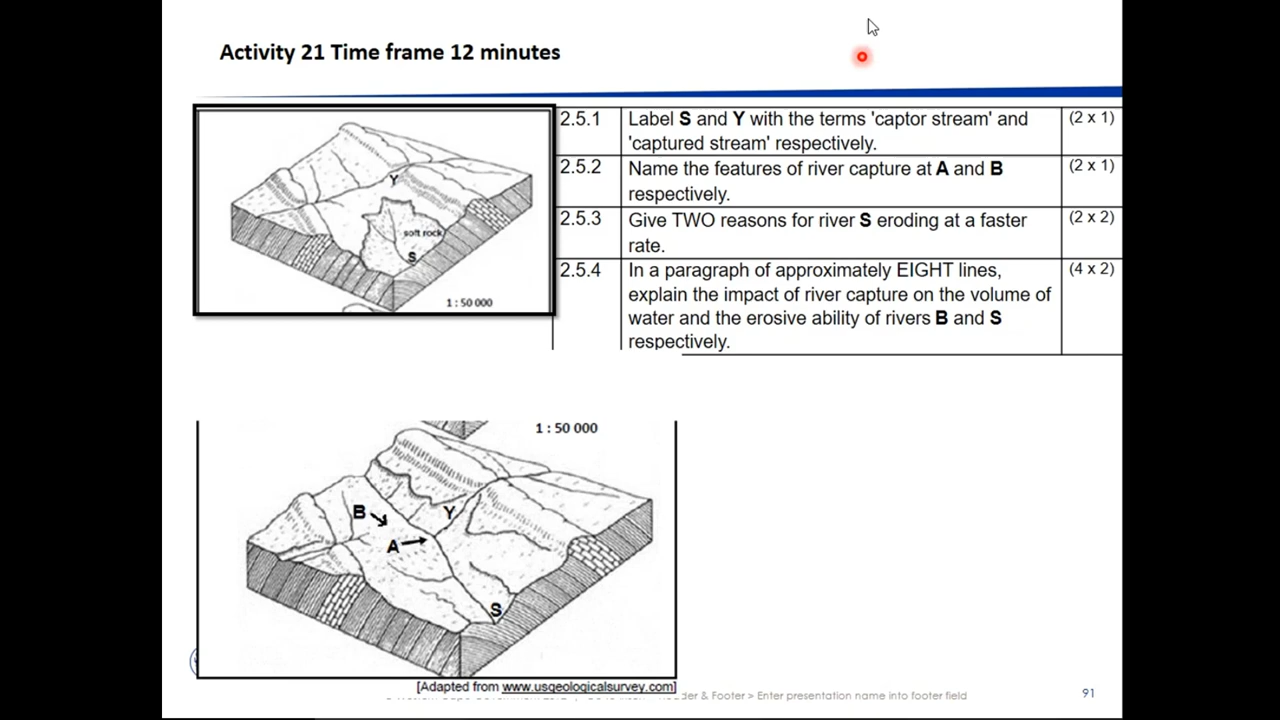 Activity 21 Time frame 12 minutes
2.5.1 Label S and Y with the terms 'captor stream' and (2 x 1)
'captured stream' respectively.
2.5.2 Name the features of river capture at A and B (2 x 1)
respectively.
2.5.3 Give TWO reasons for river S eroding at a faster (2 x 2)
rate.
2.5.4 In a paragraph of approximately EIGHT lines, (4 x 2)
explain the impact of river capture on the volume of
water and the erosive ability of rivers B and S
respectively.
Y
soft rock
S
1 : 50 000
1 : 50 000
B
Y
A
S
[Adapted from www.usgeologicalsurvey.com]
& Footer > Enter presentation name into footer field
91